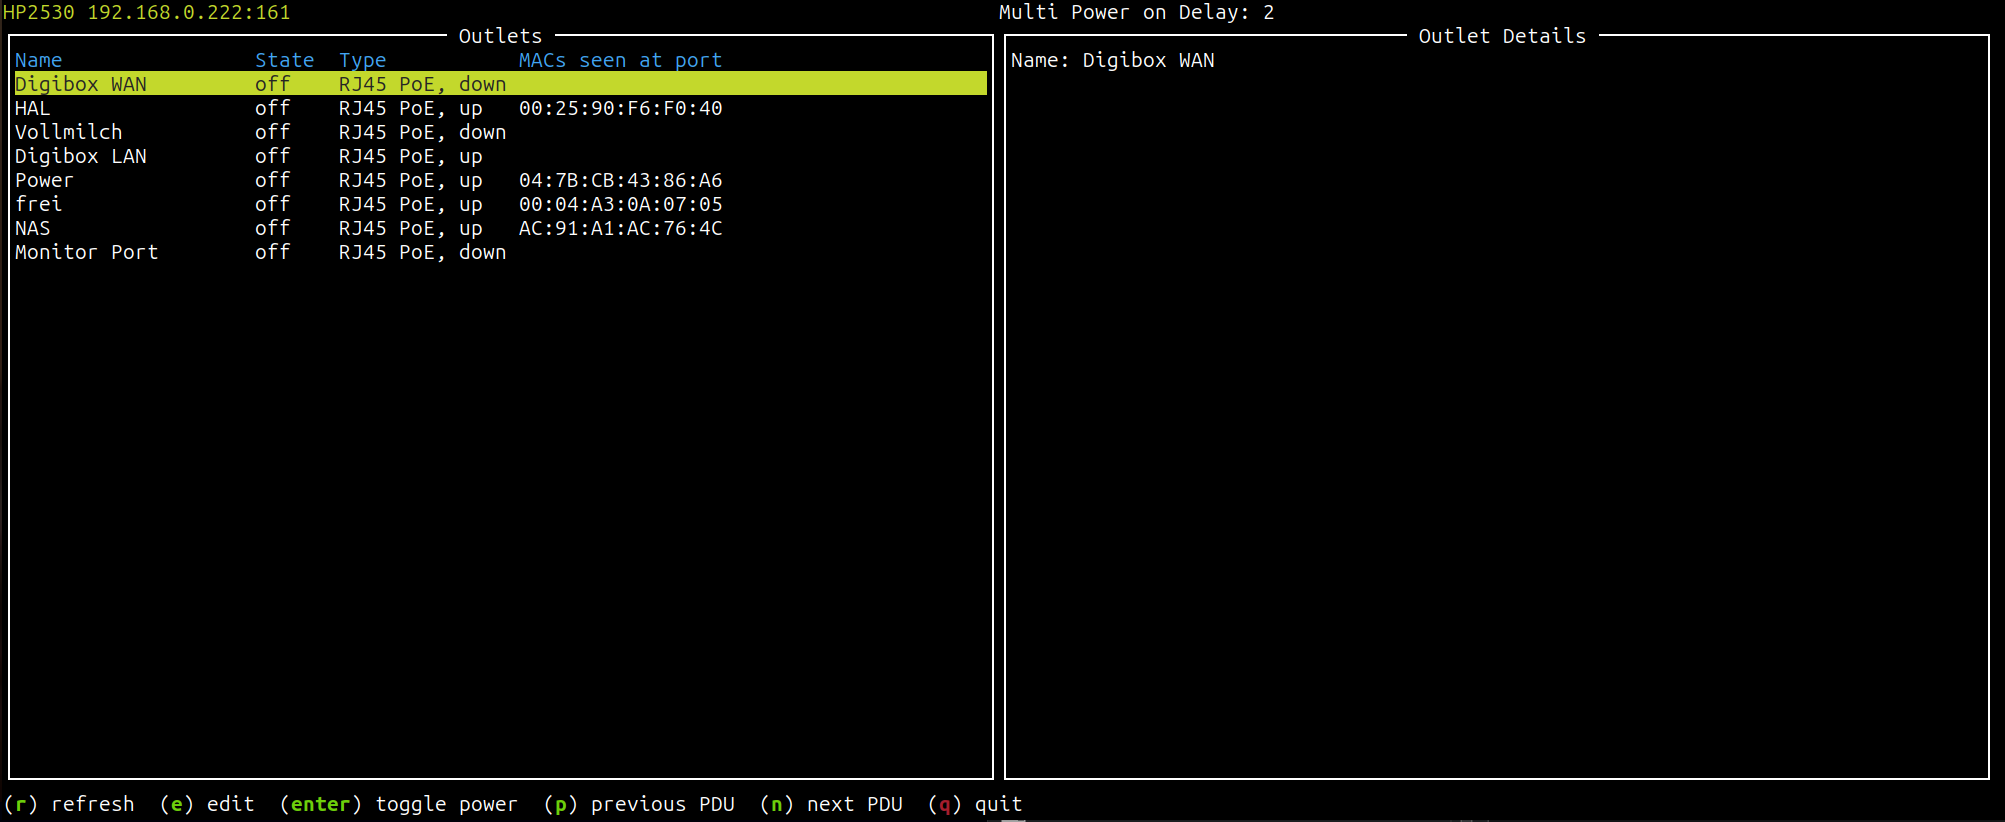 HP2530 192.168.0.222:161 Multi Power on Delay: 2
Outlets Outlet Details
Name State Type MACs seen at port Name: Digibox WAN
Digibox WAN off RJ45 PoE, down
HAL off RJ45 PoE, up 00:25:90:F6:F0:40
Vollmilch off RJ45 PoE, down
Digibox LAN off RJ45 PoE, up
Power off RJ45 PoE, up 04:7B:CB:43:86:A6
frei off RJ45 PoE, up 00:04:A3:0A:07:05
NAS off RJ45 PoE, up AC:91:A1:AC:76:4C
Monitor Port off RJ45 PoE, down
(r) refresh (e) edit (enter) toggle power (p) previous PDU (n) next PDU (q) quit